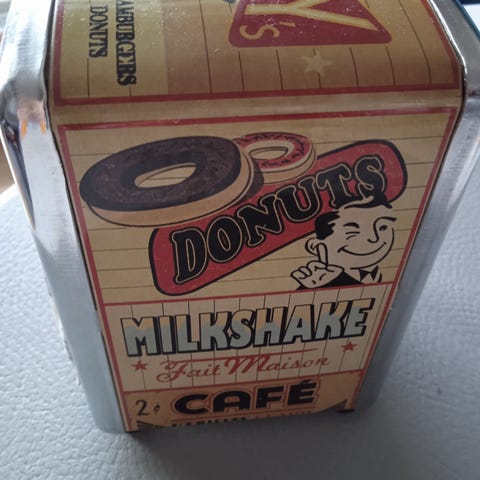 HAMBURGERS
DONUTS
Y'S
DONUTS
MILKSHAKE
Fait Maison
2¢ CAFÉ